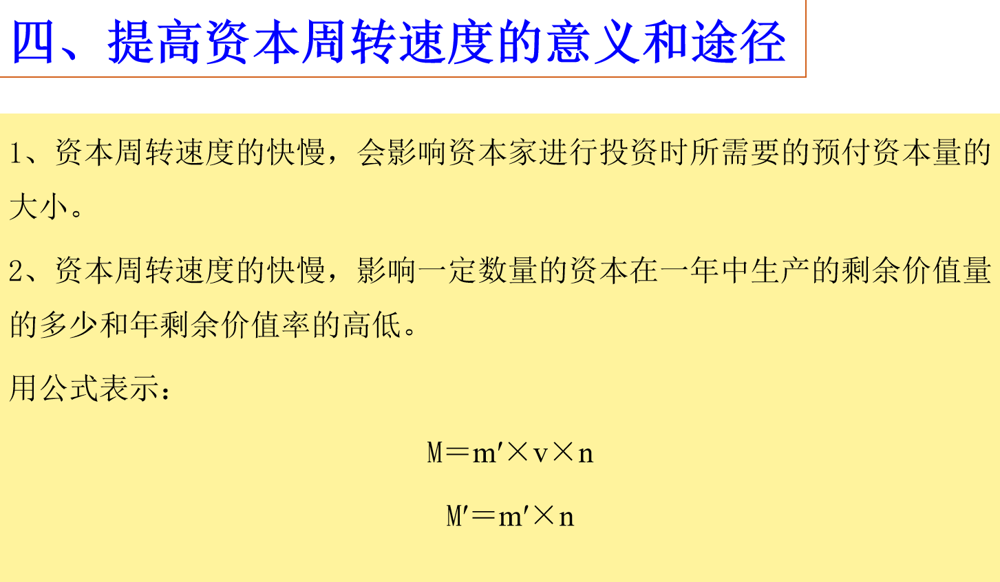 四、提高资本周转速度的意义和途径
1、资本周转速度的快慢，会影响资本家进行投资时所需要的预付资本量的
大小。
2、资本周转速度的快慢，影响一定数量的资本在一年中生产的剩余价值量
的多少和年剩余价值率的高低。
用公式表示：
M＝m′×v×n
M′＝m′×n